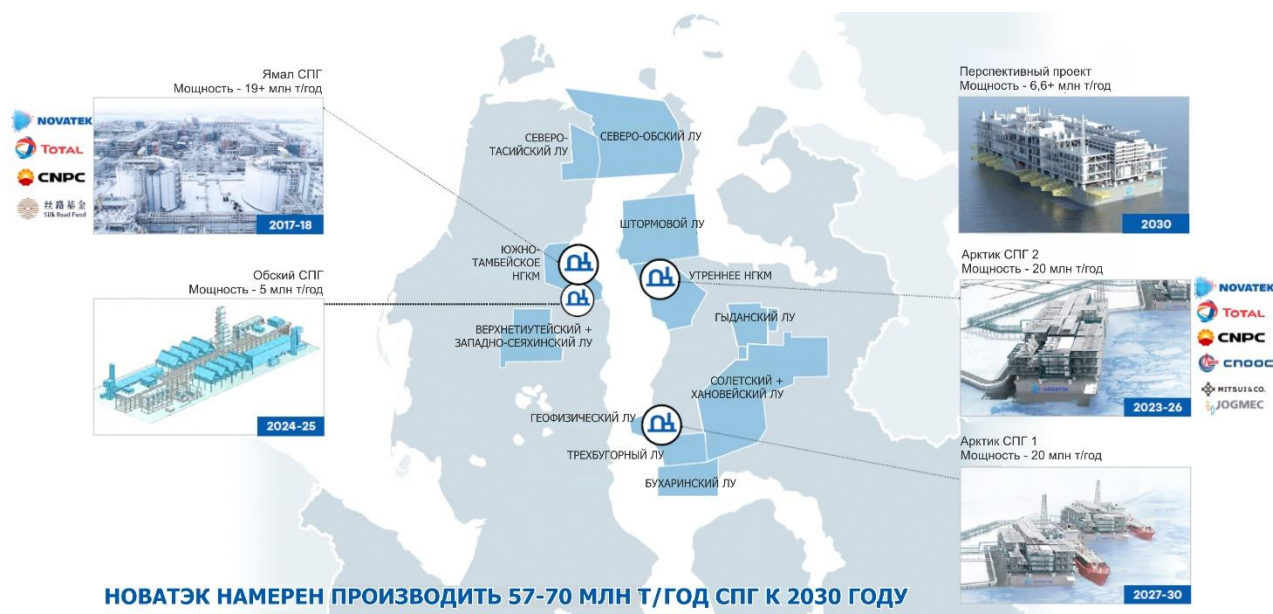 Ямал СПГ
Мощность - 19+ млн т/год
NOVATEK
TOTAL
CNPC
丝路基金
Silk Road Fund
2017-18
Обский СПГ
Мощность - 5 млн т/год
2024-25
СЕВЕРО-
ТАСИЙСКИЙ ЛУ
СЕВЕРО-ОБСКИЙ ЛУ
ШТОРМОВОЙ ЛУ
ЮЖНО-
ТАМБЕЙСКОЕ
НГКМ
УТРЕННЕЕ НГКМ
ГЫДАНСКИЙ ЛУ
ВЕРХНЕТИУТЕЙСКИЙ +
ЗАПАДНО-СЕЯХИНСКИЙ ЛУ
СОЛЕТСКИЙ +
ХАНОВЕЙСКИЙ ЛУ
ГЕОФИЗИЧЕСКИЙ ЛУ
ТРЕХБУГОРНЫЙ ЛУ
БУХАРИНСКИЙ ЛУ
Перспективный проект
Мощность - 6,6+ млн т/год
2030
Арктик СПГ 2
Мощность - 20 млн т/год
NOVATEK
TOTAL
CNPC
CNOOC
MITSUI & CO.
JOGMEC
2023-26
Арктик СПГ 1
Мощность - 20 млн т/год
2027-30
НОВАТЭК НАМЕРЕН ПРОИЗВОДИТЬ 57-70 МЛН Т/ГОД СПГ К 2030 ГОДУ